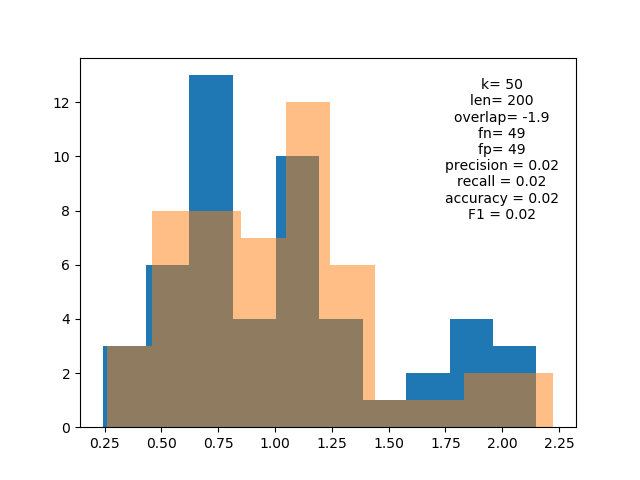 k= 50
len= 200
overlap= -1.9
fn= 49
fp= 49
precision = 0.02
recall = 0.02
accuracy = 0.02
F1 = 0.02
12
10
8
6
4
2
0
0.25 0.50 0.75 1.00 1.25 1.50 1.75 2.00 2.25